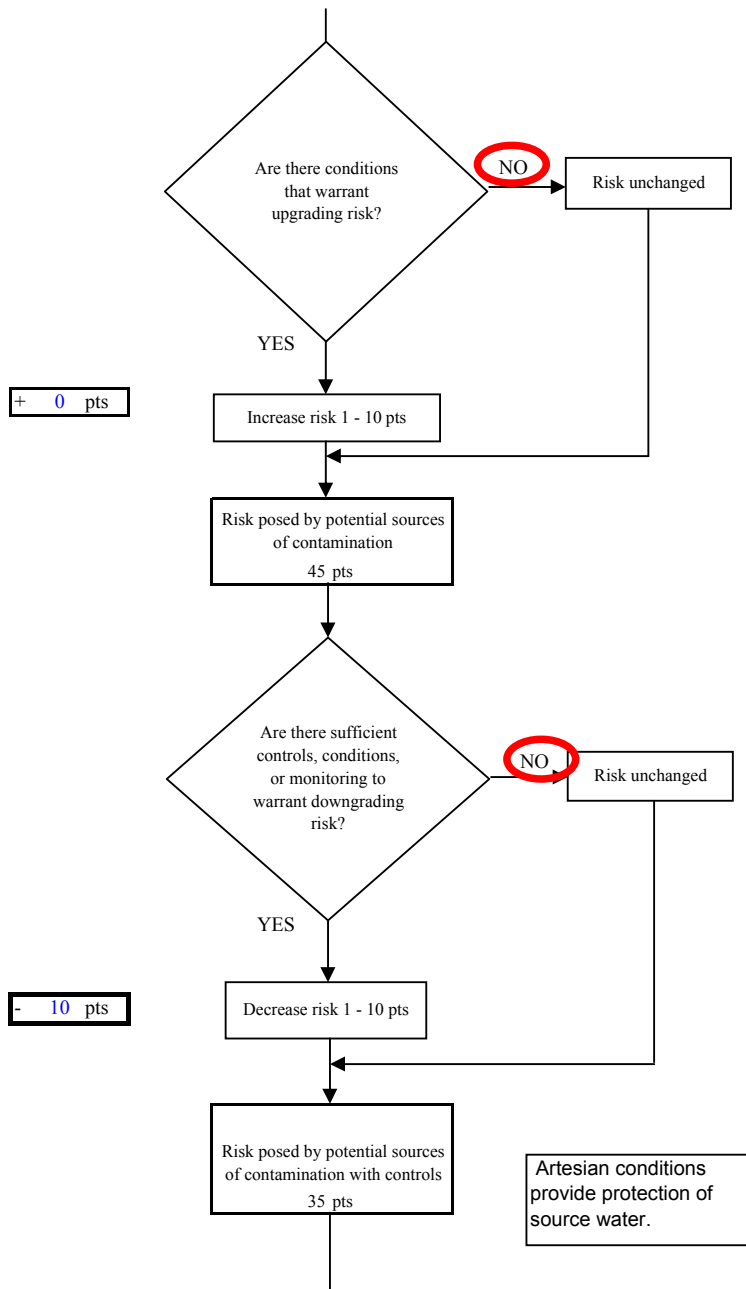 Are there conditions
that warrant
upgrading risk?
NO
Risk unchanged
YES
+ 0 pts
Increase risk 1 - 10 pts
Risk posed by potential sources
of contamination
45 pts
Are there sufficient
controls, conditions,
or monitoring to
warrant downgrading
risk?
NO
Risk unchanged
YES
- 10 pts
Decrease risk 1 - 10 pts
Risk posed by potential sources
of contamination with controls
35 pts
Artesian conditions
provide protection of
source water.